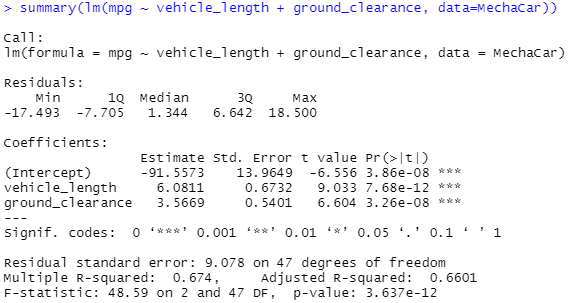 > summary(lm(mpg ~ vehicle_length + ground_clearance, data=MechaCar))
Call:
lm(formula = mpg ~ vehicle_length + ground_clearance, data = MechaCar)
Residuals:
    Min      1Q  Median      3Q     Max
-17.493  -7.705   1.344   6.642  18.500
Coefficients:
                 Estimate Std. Error t value Pr(>|t|)
(Intercept)      -91.5573    13.9649  -6.556 3.86e-08 ***
vehicle_length     6.0811     0.6732   9.033 7.68e-12 ***
ground_clearance   3.5669     0.5401   6.604 3.26e-08 ***
---
Signif. codes:  0 ‘***’ 0.001 ‘**’ 0.01 ‘*’ 0.05 ‘.’ 0.1 ‘ ’ 1
Residual standard error: 9.078 on 47 degrees of freedom
Multiple R-squared:  0.674,	Adjusted R-squared:  0.6601
F-statistic: 48.59 on 2 and 47 DF,  p-value: 3.637e-12